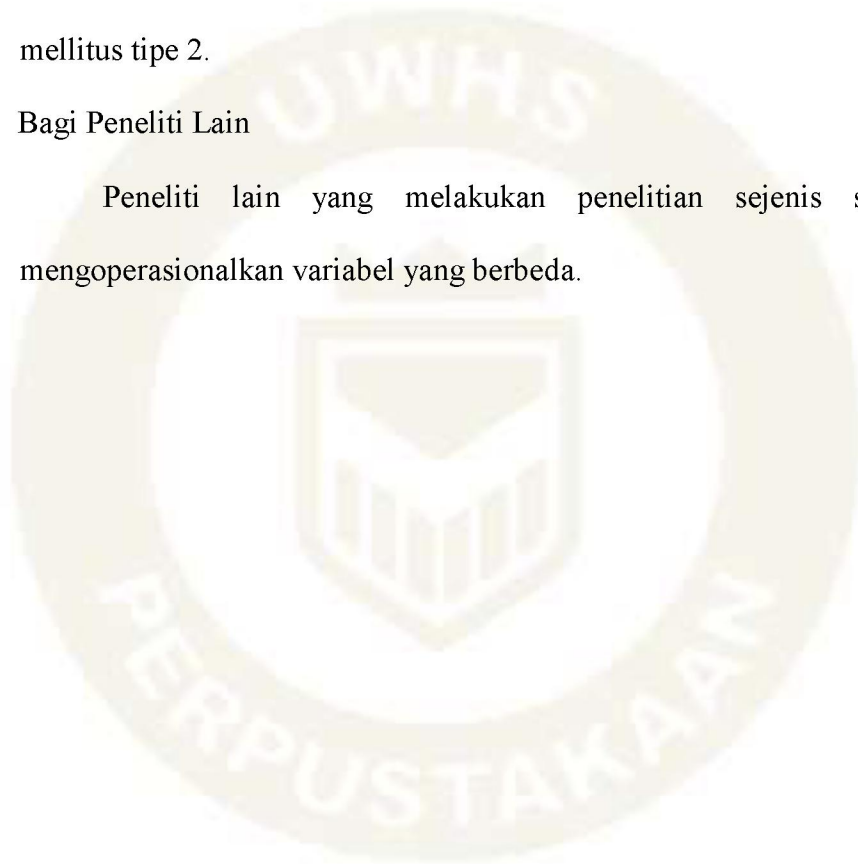 UWHS
mellitus tipe 2.
Bagi Peneliti Lain
Peneliti lain yang melakukan penelitian sejenis
mengoperasionalkan variabel yang berbeda.
PERPUSTAKAAN